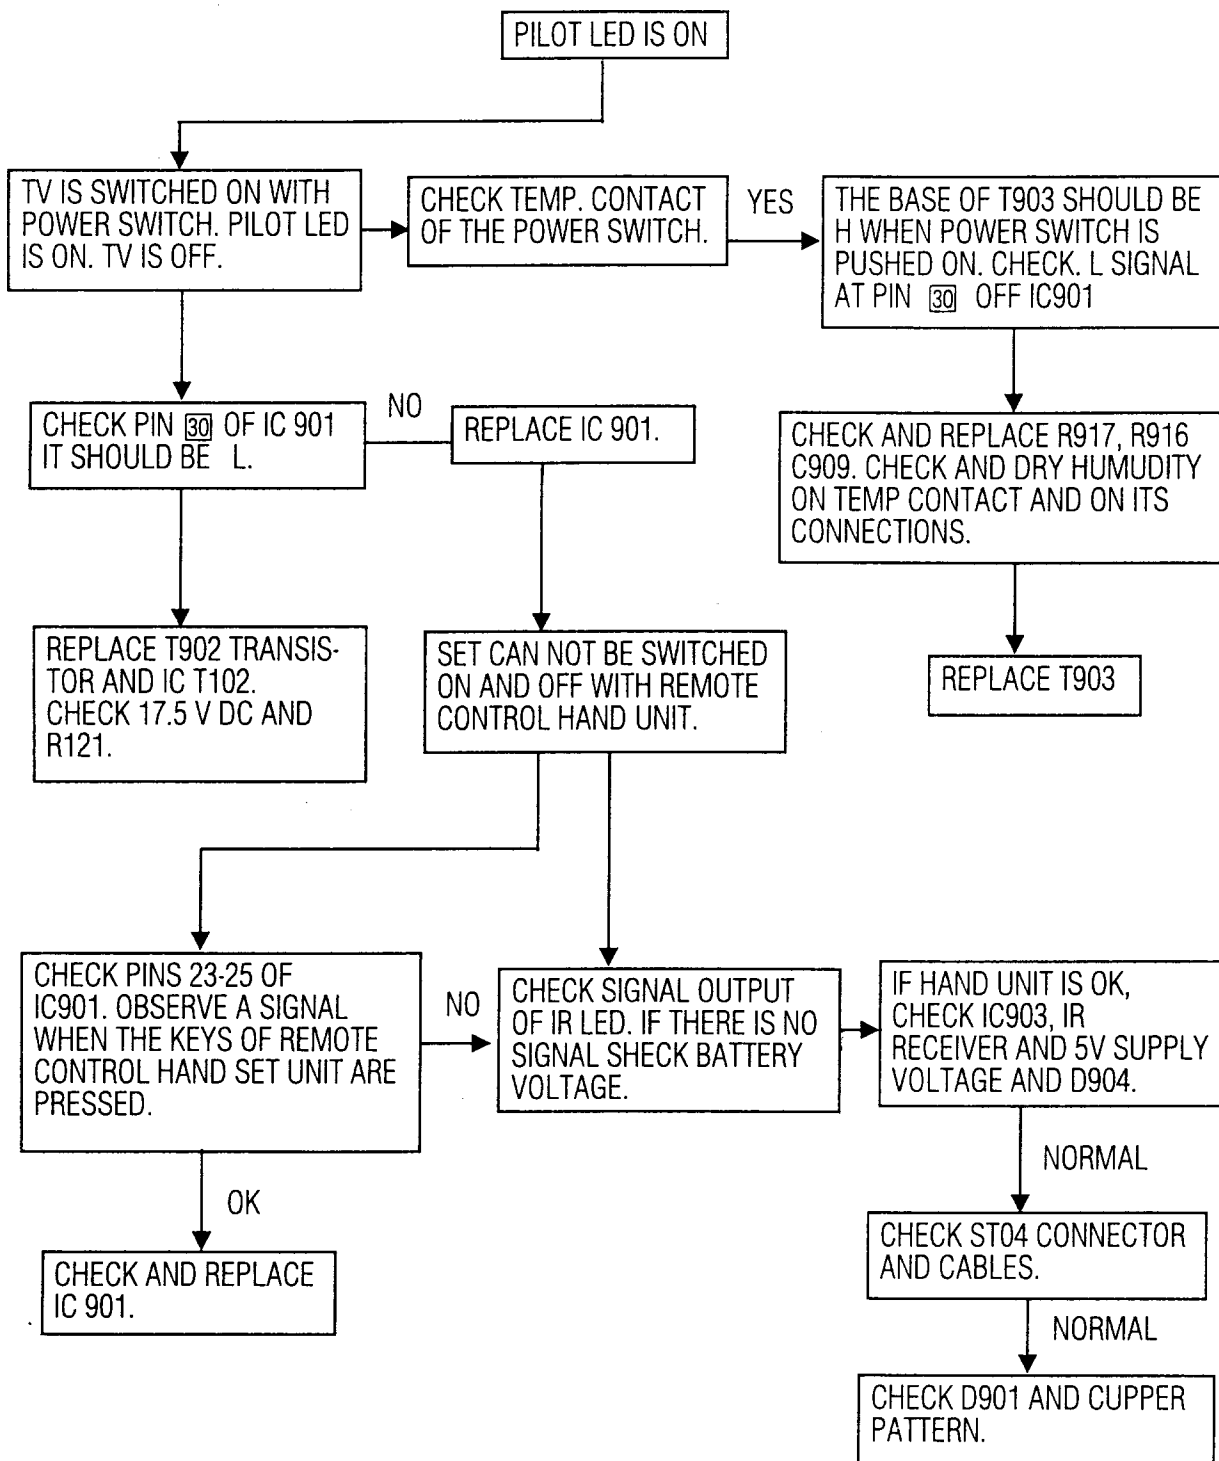 PILOT LED IS ON
TV IS SWITCHED ON WITH
POWER SWITCH. PILOT LED
IS ON. TV IS OFF.
CHECK TEMP. CONTACT
OF THE POWER SWITCH.
YES
THE BASE OF T903 SHOULD BE
H WHEN POWER SWITCH IS
PUSHED ON. CHECK. L SIGNAL
AT PIN 30 OFF IC901
CHECK PIN 30 OF IC 901
IT SHOULD BE L.
NO
REPLACE IC 901.
CHECK AND REPLACE R917, R916
C909. CHECK AND DRY HUMUDITY
ON TEMP CONTACT AND ON ITS
CONNECTIONS.
REPLACE T902 TRANSIS-
TOR AND IC T102.
CHECK 17.5 V DC AND
R121.
SET CAN NOT BE SWITCHED
ON AND OFF WITH REMOTE
CONTROL HAND UNIT.
REPLACE T903
CHECK PINS 23-25 OF
IC901. OBSERVE A SIGNAL
WHEN THE KEYS OF REMOTE
CONTROL HAND SET UNIT ARE
PRESSED.
NO
CHECK SIGNAL OUTPUT
OF IR LED. IF THERE IS NO
SIGNAL SHECK BATTERY
VOLTAGE.
IF HAND UNIT IS OK,
CHECK IC903, IR
RECEIVER AND 5V SUPPLY
VOLTAGE AND D904.
OK
NORMAL
CHECK AND REPLACE
IC 901.
CHECK ST04 CONNECTOR
AND CABLES.
NORMAL
CHECK D901 AND CUPPER
PATTERN.